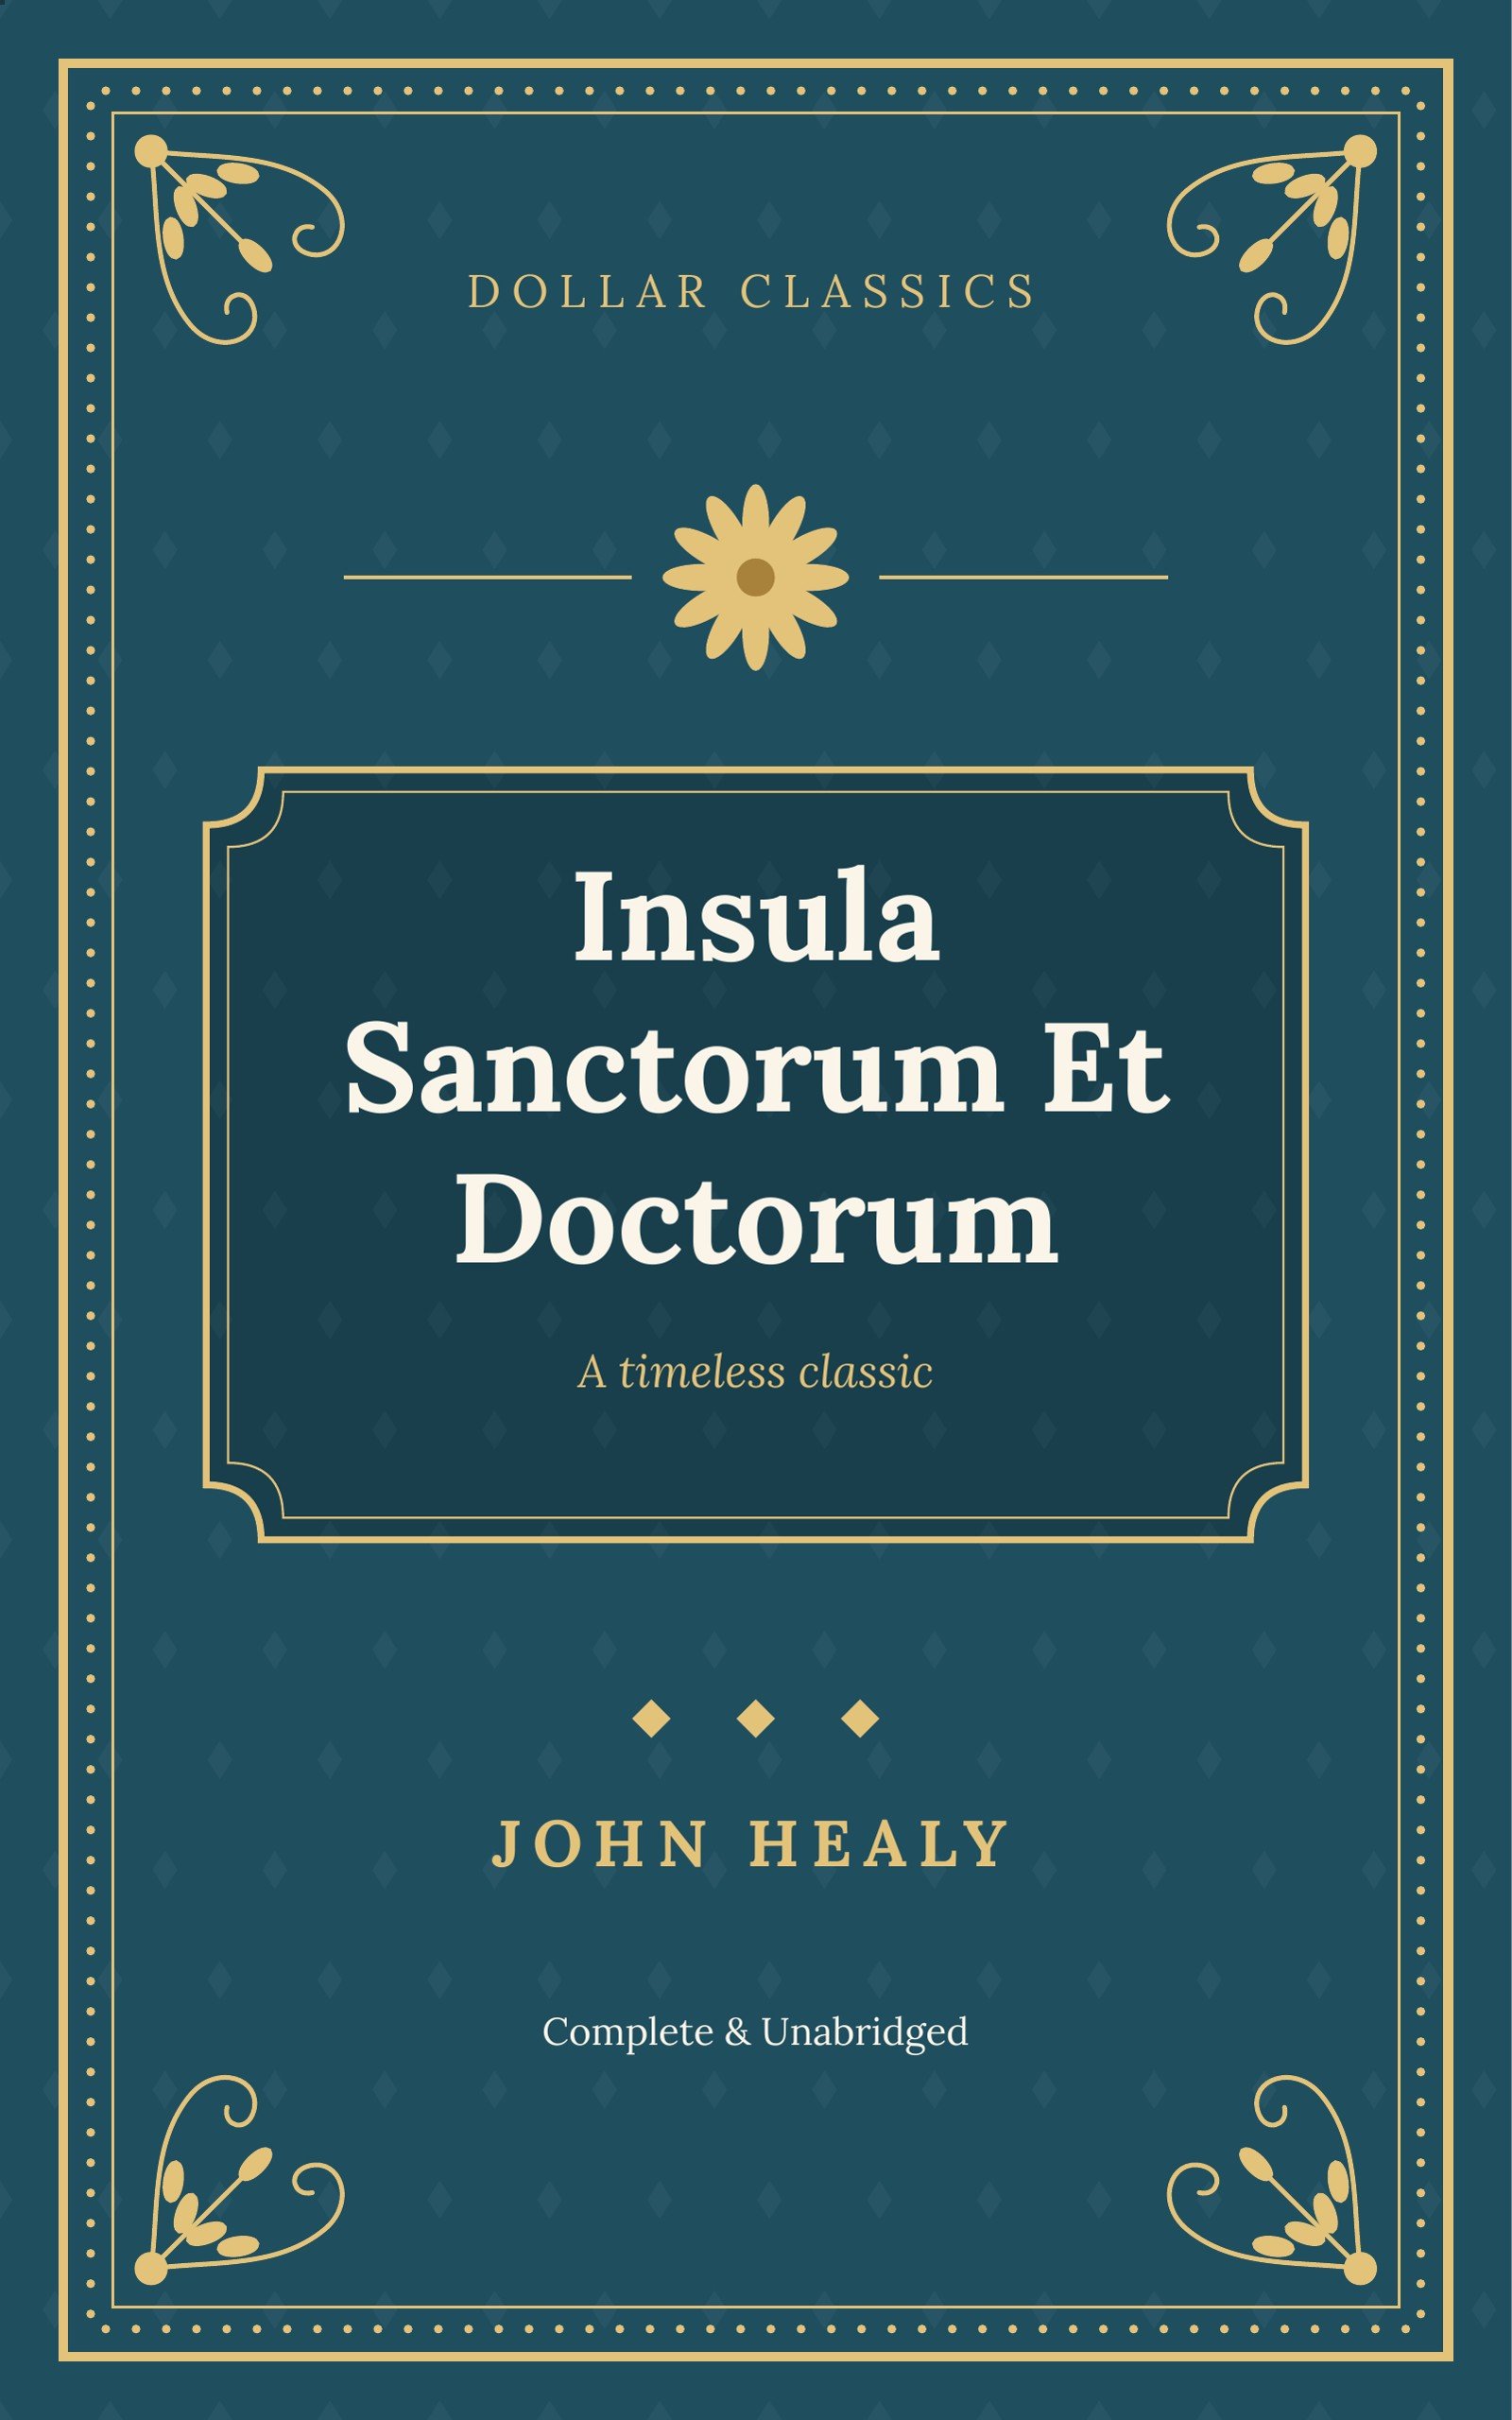 DOLLAR CLASSICS
Insula
Sanctorum Et
Doctorum
A timeless classic
JOHN HEALY
Complete & Unabridged